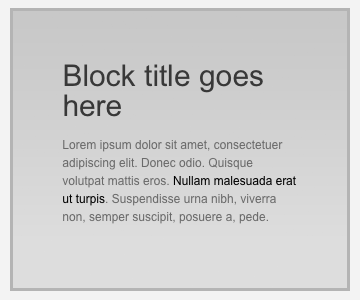 Block title goes
here
Lorem ipsum dolor sit amet, consectetuer
adipiscing elit. Donec odio. Quisque
volutpat mattis eros. Nullam malesuada erat
ut turpis. Suspendisse urna nibh, viverra
non, semper suscipit, posuere a, pede.